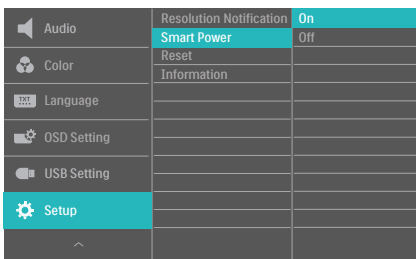 Audio
Color
TXT
Language
OSD Setting
USB Setting
Setup
Resolution Notification
Smart Power
Reset
Information
On
Off